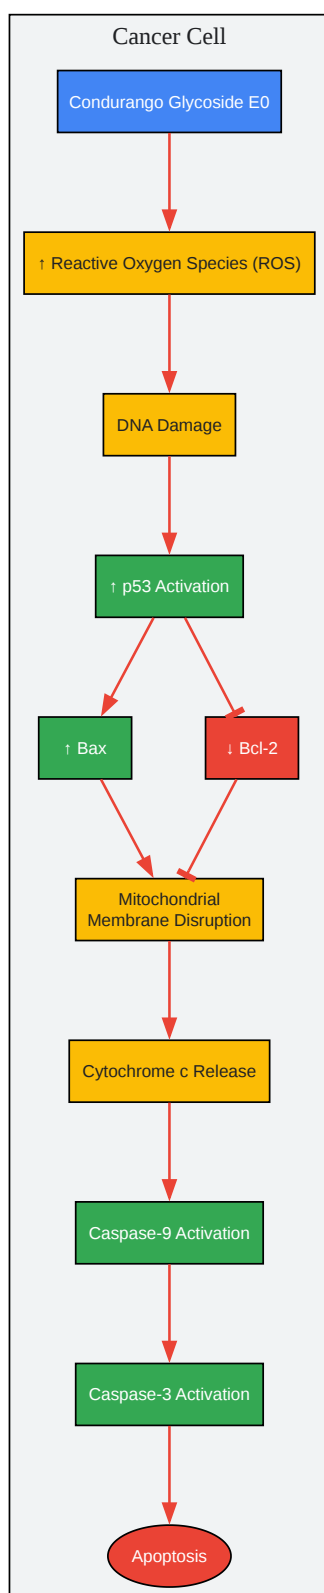 Cancer Cell
Condurango Glycoside E0
↑ Reactive Oxygen Species (ROS)
DNA Damage
↑ p53 Activation
↑ Bax
↓ Bcl-2
Mitochondrial
Membrane Disruption
Cytochrome c Release
Caspase-9 Activation
Caspase-3 Activation
Apoptosis